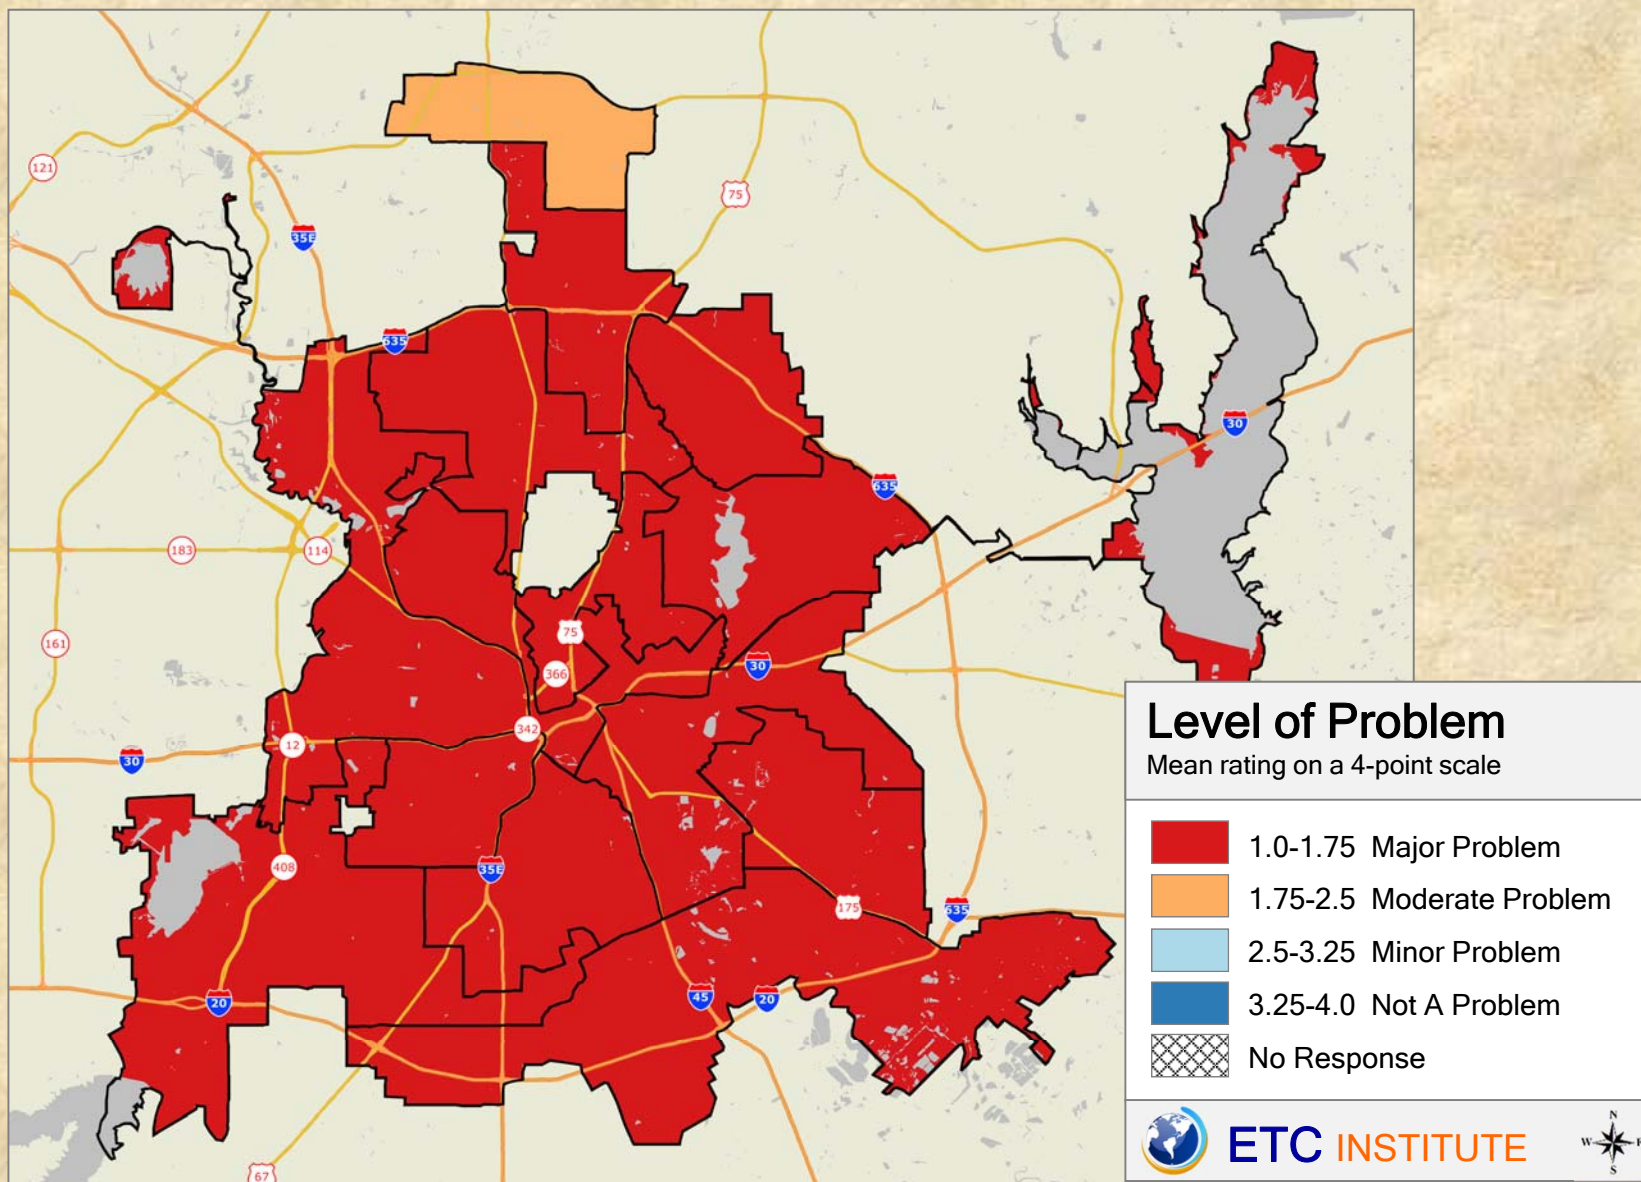 121
75
35E
635
30
635
183
114
161
75
30
366
342
12
30
408
35E
175
635
20
45
20
67
Level of Problem
Mean rating on a 4-point scale
1.0-1.75 Major Problem
1.75-2.5 Moderate Problem
2.5-3.25 Minor Problem
3.25-4.0 Not A Problem
No Response
ETC INSTITUTE
N
W E
S